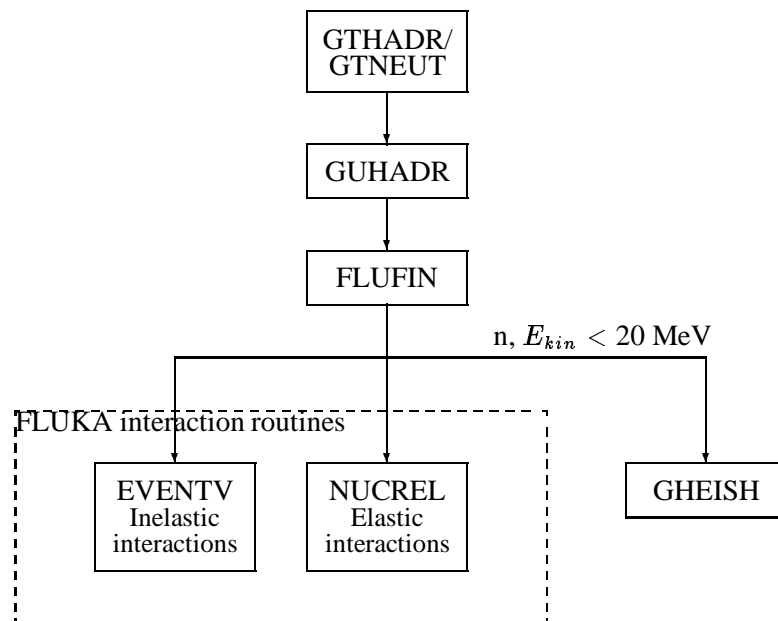 GTHADR/
GTNEUT
GUHADR
FLUFIN
n, E_{kin} < 20 MeV
FLUKA interaction routines
EVENTV
Inelastic
interactions
NUCREL
Elastic
interactions
GHEISH